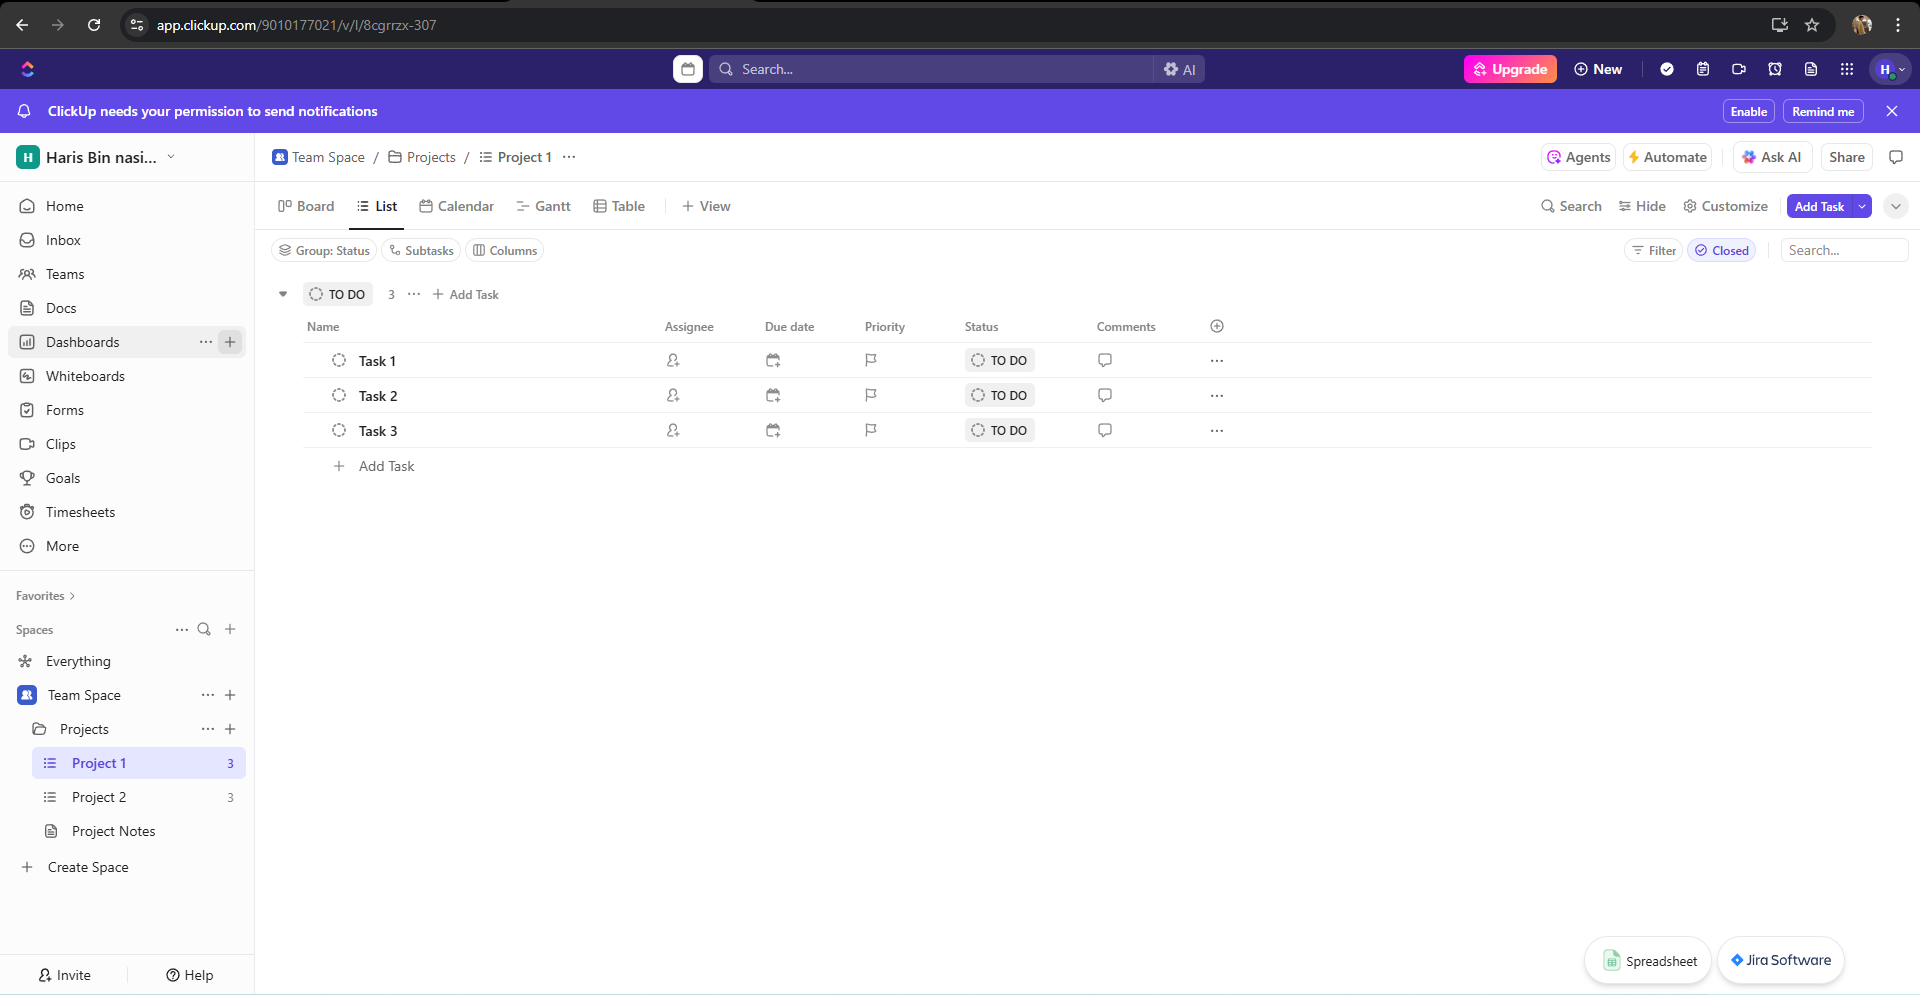 app.clickup.com/9010177021/v/l/8cgrrzx-307
Search... AI Upgrade New H
ClickUp needs your permission to send notifications Enable Remind me
H Haris Bin nasi...
Team Space / Projects / Project 1
Agents Automate Ask AI Share
Home
Inbox
Teams
Docs
Dashboards
Whiteboards
Forms
Clips
Goals
Timesheets
More
Favorites
Spaces
Everything
Team Space
Projects
Project 1 3
Project 2 3
Project Notes
Create Space
Invite Help
Board List Calendar Gantt Table View
Search Hide Customize Add Task
Group: Status Subtasks Columns
Filter Closed Search...
TO DO 3 Add Task
Name Assignee Due date Priority Status Comments
Task 1 TO DO
Task 2 TO DO
Task 3 TO DO
Add Task
Spreadsheet Jira Software